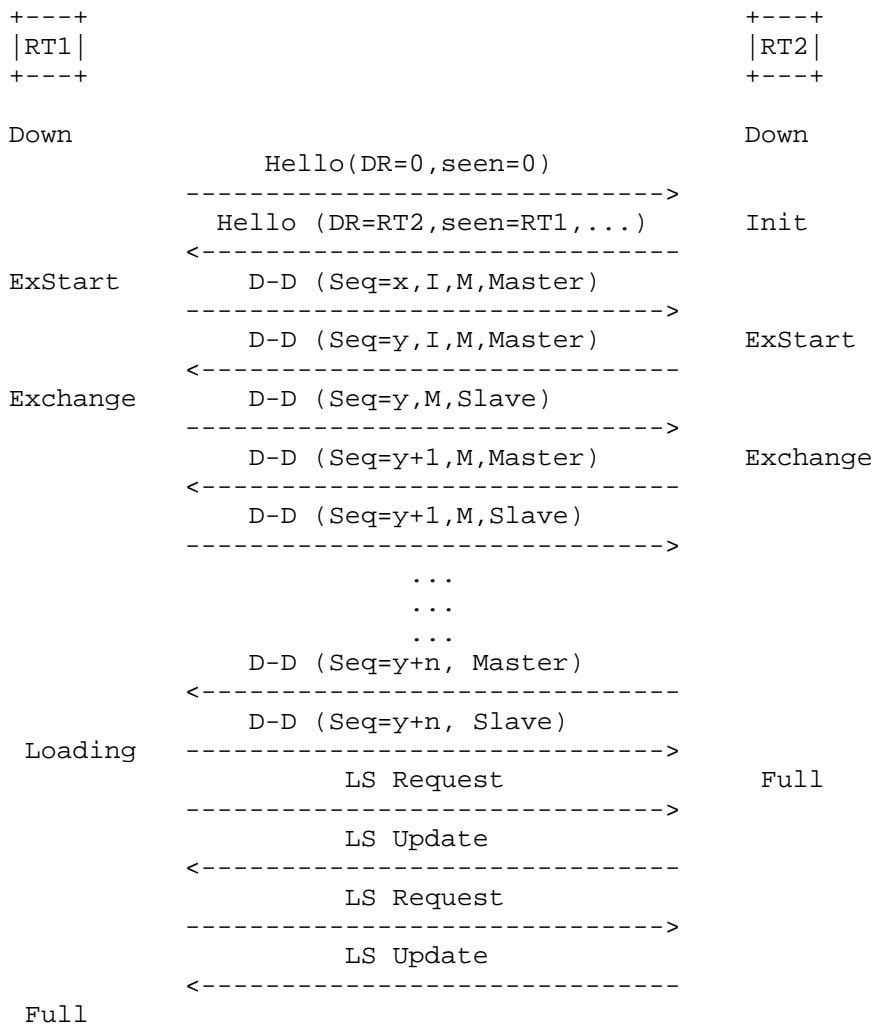 +---+ +---+
|RT1| |RT2|
+---+ +---+
Down Down
Hello(DR=0,seen=0)
------------------------------>
Hello (DR=RT2,seen=RT1,...) Init
<------------------------------
ExStart D-D (Seq=x,I,M,Master)
------------------------------>
D-D (Seq=y,I,M,Master) ExStart
<------------------------------
Exchange D-D (Seq=y,M,Slave)
------------------------------>
D-D (Seq=y+1,M,Master) Exchange
<------------------------------
D-D (Seq=y+1,M,Slave)
------------------------------>
...
...
...
D-D (Seq=y+n, Master)
<------------------------------
D-D (Seq=y+n, Slave)
Loading ------------------------------>
LS Request Full
------------------------------>
LS Update
<------------------------------
LS Request
------------------------------>
LS Update
<------------------------------
Full